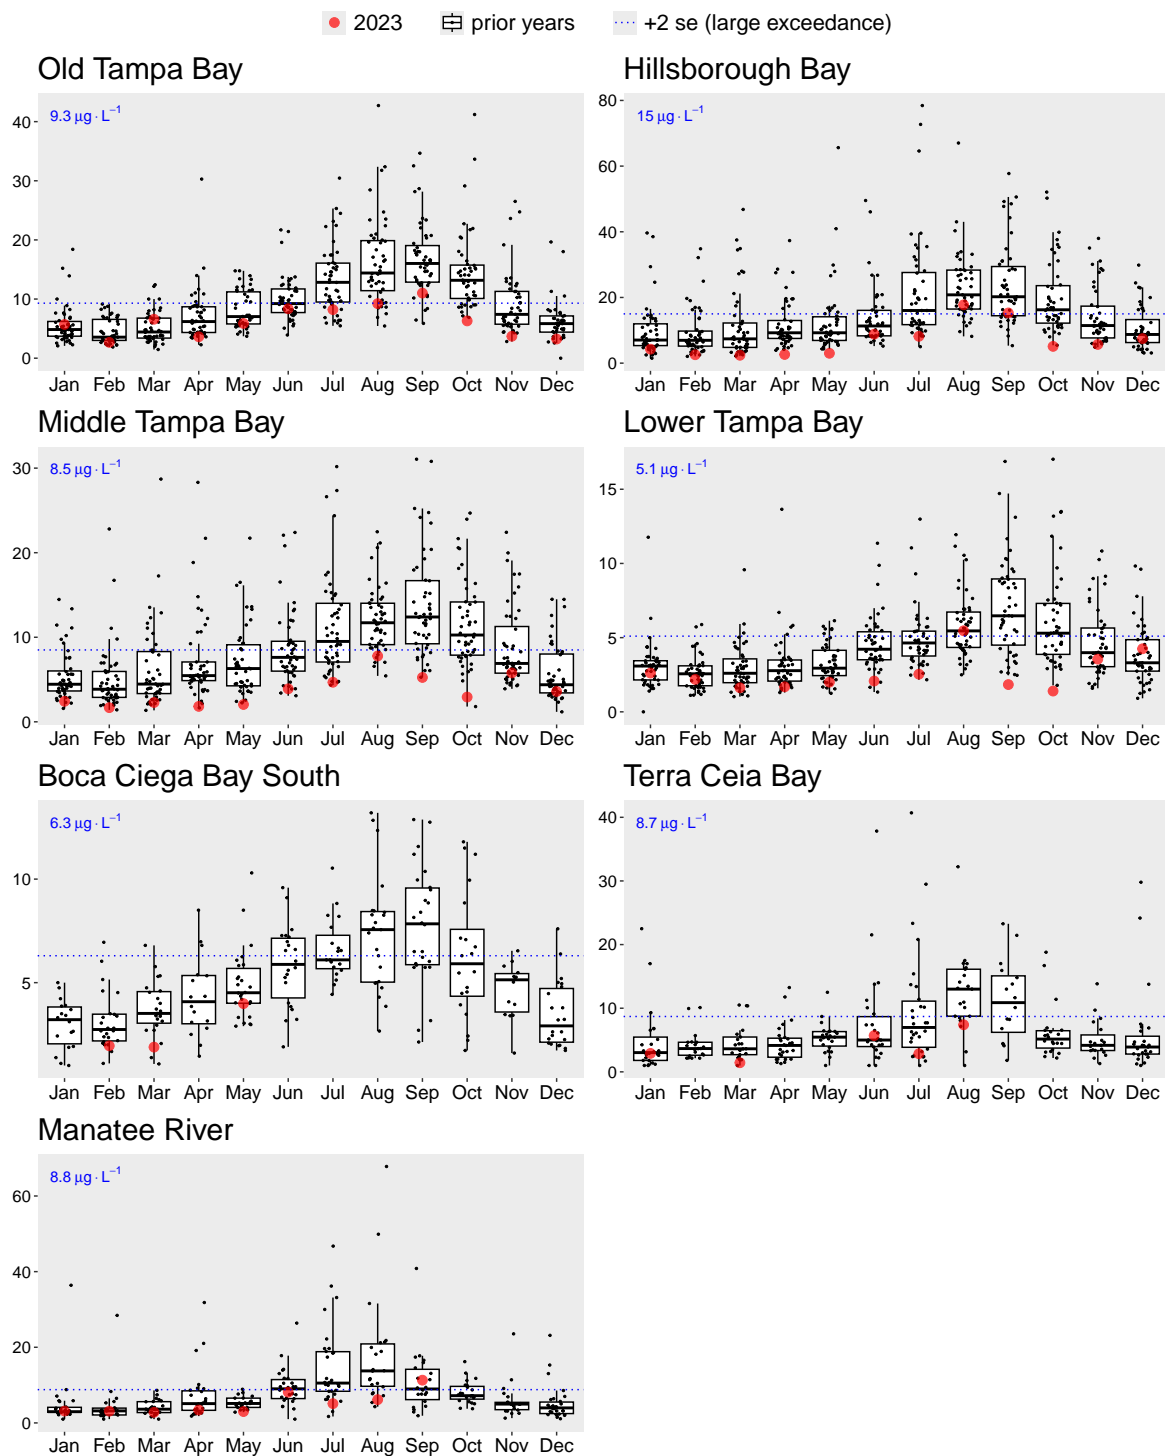 2023 prior years +2 se (large exceedance)
Old Tampa Bay
9.3 µg · L⁻¹
40
30
20
10
0
Jan Feb Mar Apr May Jun Jul Aug Sep Oct Nov Dec
Hillsborough Bay
15 µg · L⁻¹
80
60
40
20
0
Jan Feb Mar Apr May Jun Jul Aug Sep Oct Nov Dec
Middle Tampa Bay
8.5 µg · L⁻¹
30
20
10
0
Jan Feb Mar Apr May Jun Jul Aug Sep Oct Nov Dec
Lower Tampa Bay
5.1 µg · L⁻¹
15
10
5
0
Jan Feb Mar Apr May Jun Jul Aug Sep Oct Nov Dec
Boca Ciega Bay South
6.3 µg · L⁻¹
10
5
Jan Feb Mar Apr May Jun Jul Aug Sep Oct Nov Dec
Terra Ceia Bay
8.7 µg · L⁻¹
40
30
20
10
0
Jan Feb Mar Apr May Jun Jul Aug Sep Oct Nov Dec
Manatee River
8.8 µg · L⁻¹
60
40
20
0
Jan Feb Mar Apr May Jun Jul Aug Sep Oct Nov Dec